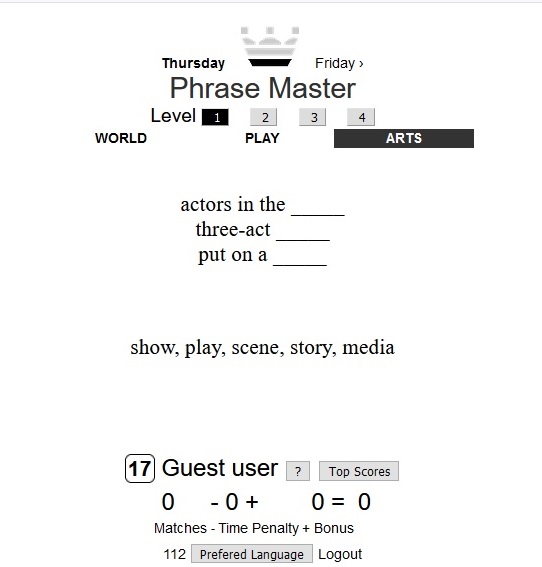 Thursday Friday ›
Phrase Master
Level 1 2 3 4
WORLD PLAY ARTS
actors in the _____
three-act _____
put on a _____
show, play, scene, story, media
17 Guest user ? Top Scores
0 - 0 + 0 = 0
Matches - Time Penalty + Bonus
112 Prefered Language Logout